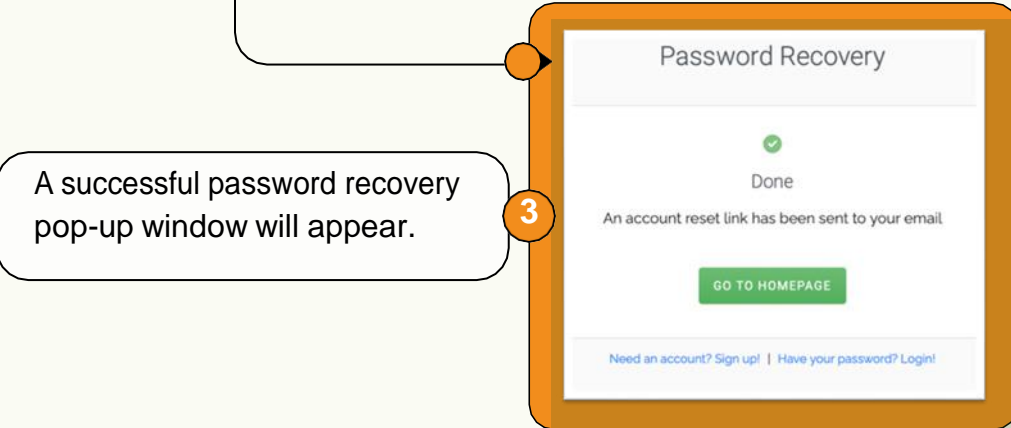 A successful password recovery
pop-up window will appear.
3
Password Recovery
Done
An account reset link has been sent to your email
GO TO HOMEPAGE
Need an account? Sign up! | Have your password? Login!